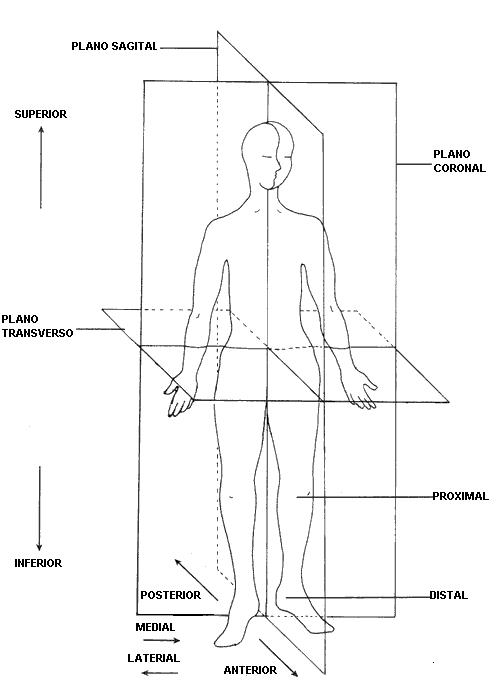 PLANO SAGITAL
SUPERIOR
PLANO
CORONAL
PLANO
TRANSVERSO
PROXIMAL
INFERIOR
POSTERIOR
DISTAL
MEDIAL
LATERIAL
ANTERIOR